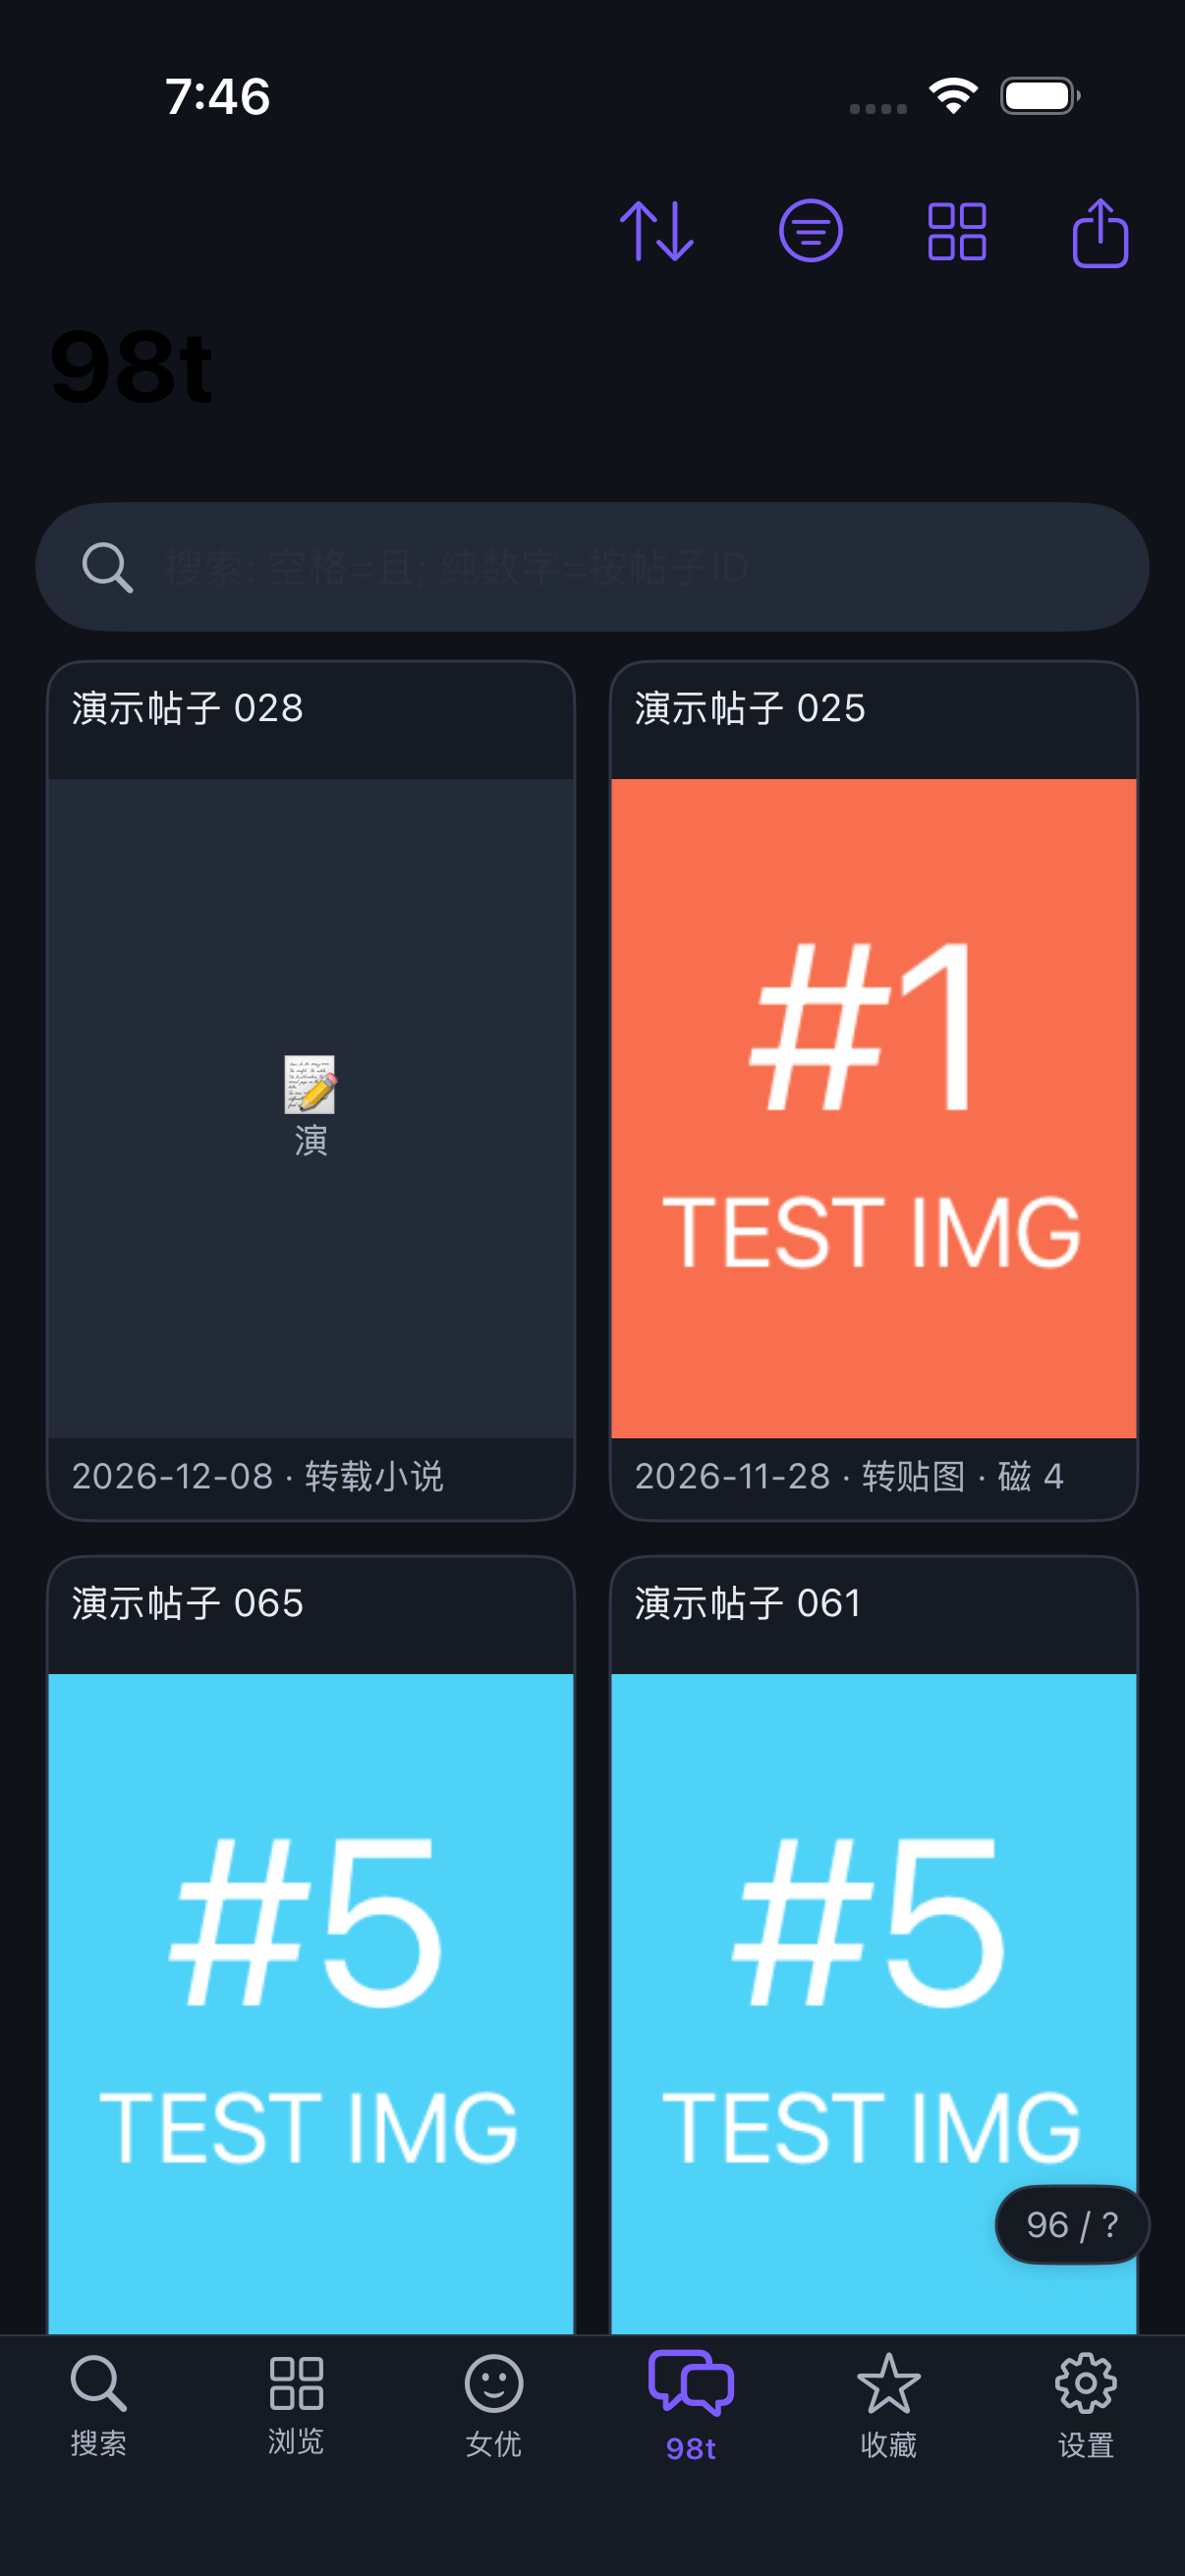 7:46
98t
搜索: 空格=且; 纯数字=按帖子ID
演示帖子 028
演示帖子 025
演
#1
TEST IMG
2026-12-08 · 转载小说
2026-11-28 · 转贴图 · 磁 4
演示帖子 065
演示帖子 061
#5
TEST IMG
#5
TEST IMG
96 / ?
搜索
浏览
女优
98t
收藏
设置